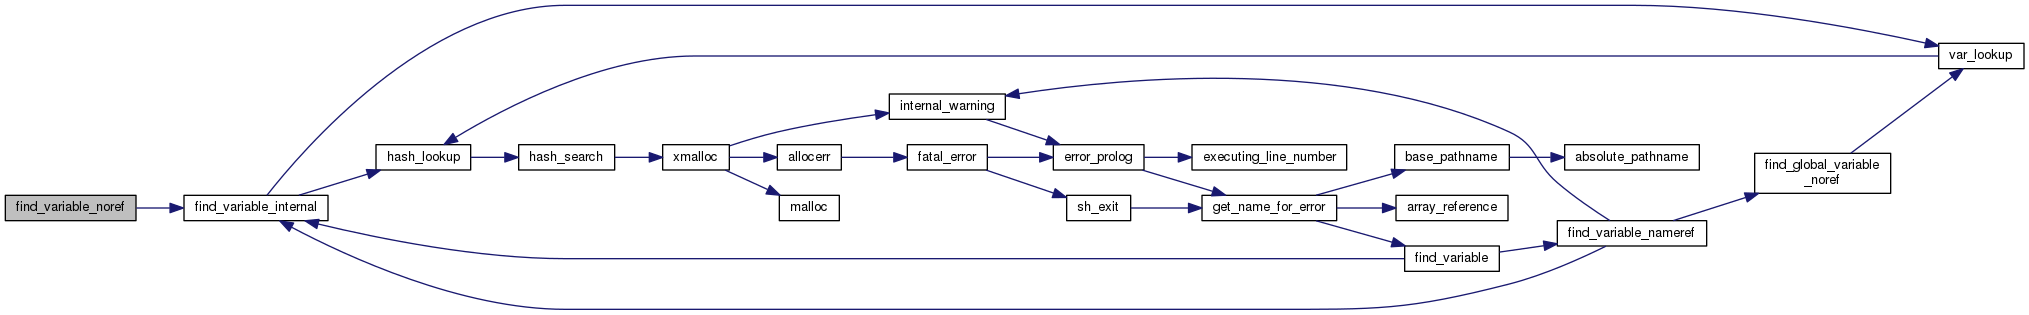 find_variable_noref
find_variable_internal
hash_lookup
hash_search
xmalloc
internal_warning
allocerr
malloc
fatal_error
error_prolog
sh_exit
executing_line_number
get_name_for_error
base_pathname
array_reference
find_variable
absolute_pathname
find_variable_nameref
find_global_variable
_noref
var_lookup